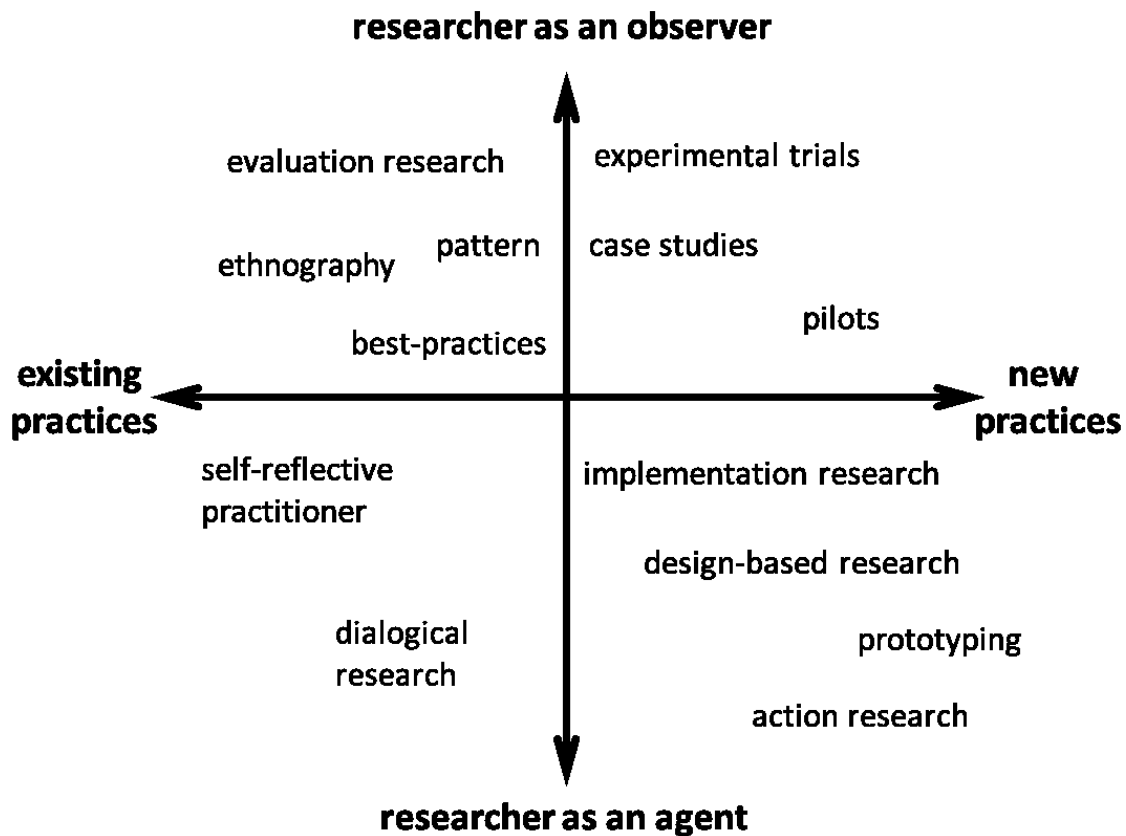 researcher as an observer
evaluation research
experimental trials
pattern
case studies
ethnography
pilots
best-practices
existing
practices
new
practices
self-reflective
practitioner
implementation research
design-based research
dialogical
research
prototyping
action research
researcher as an agent